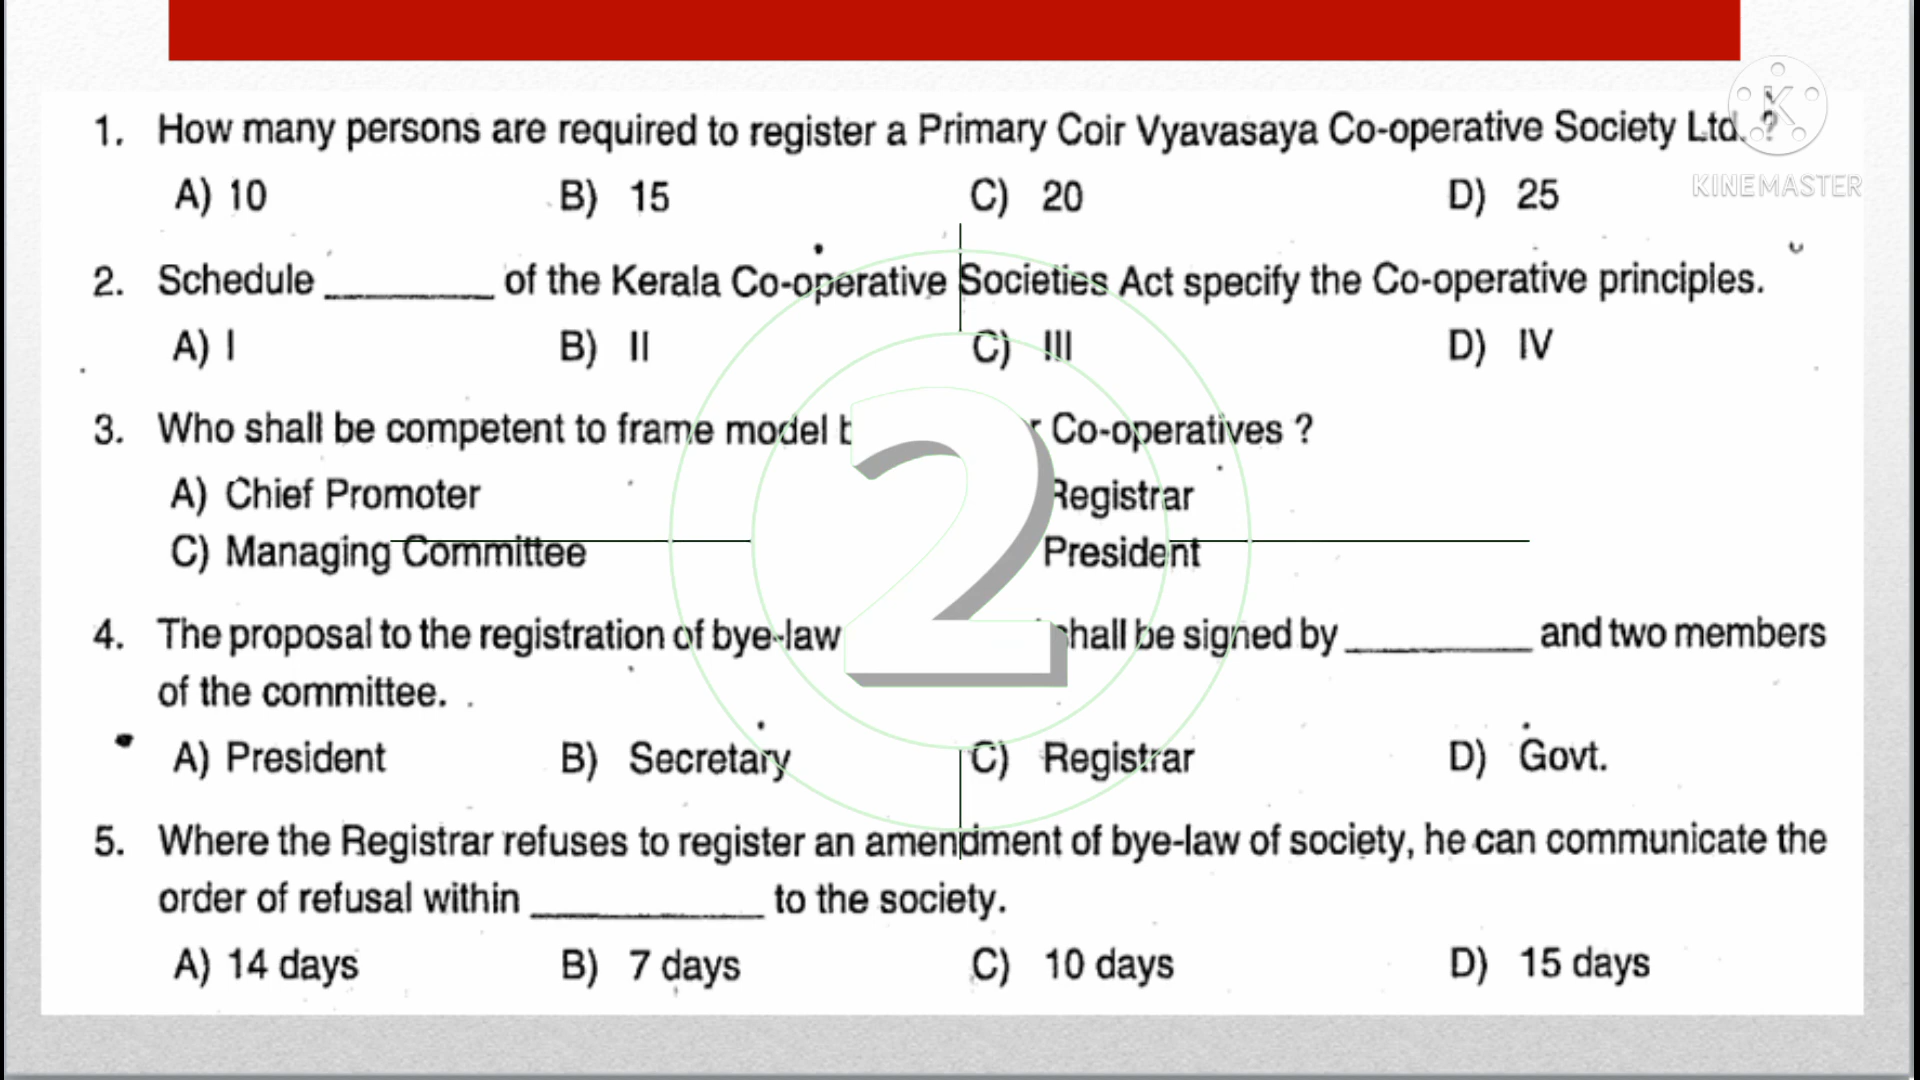 1. How many persons are required to register a Primary Coir Vyavasaya Co-operative Society Ltd. ?
A) 10 B) 15 C) 20 D) 25
KINEMASTER
2. Schedule ________ of the Kerala Co-operative Societies Act specify the Co-operative principles.
A) I B) II C) III D) IV
3. Who shall be competent to frame model Co-operatives ?
A) Chief Promoter Registrar
C) Managing Committee President
2
4. The proposal to the registration of bye-law shall be signed by ________ and two members
of the committee.
A) President B) Secretary C) Registrar D) Govt.
5. Where the Registrar refuses to register an amendment of bye-law of society, he can communicate the
order of refusal within ________ to the society.
A) 14 days B) 7 days C) 10 days D) 15 days